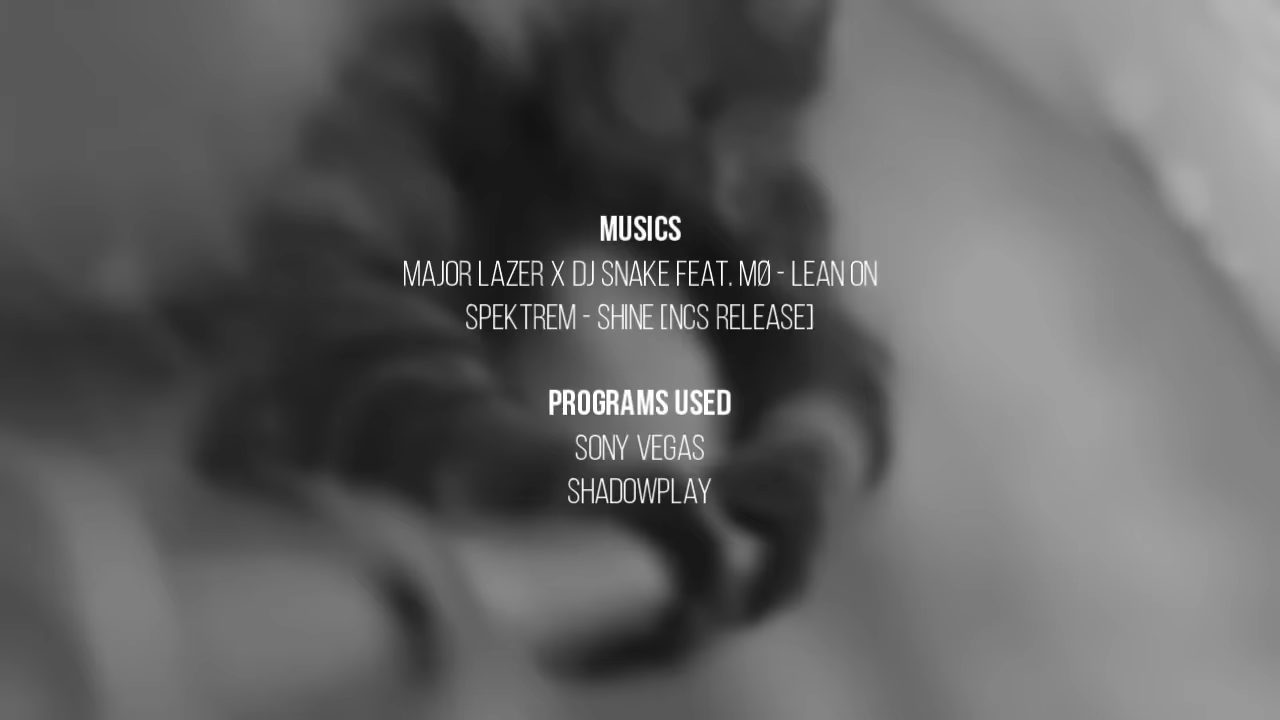 MUSICS
MAJOR LAZER X DJ SNAKE FEAT. MØ - LEAN ON
SPEKTREM - SHINE [NCS RELEASE]
PROGRAMS USED
SONY VEGAS
SHADOWPLAY